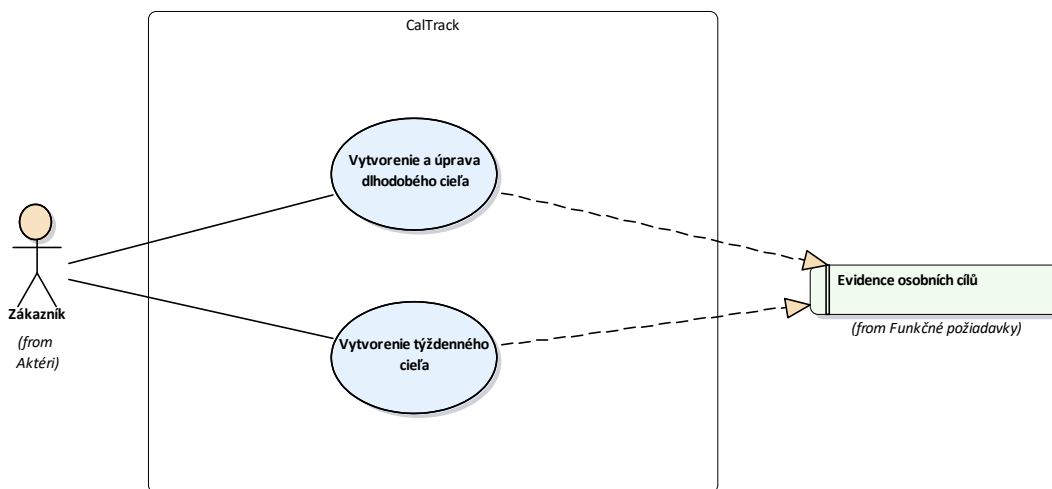 CalTrack
Vytvorenie a úprava
dlhodobého cieľa
Zákazník
(from
Aktéri)
Evidence osobních cílů
(from Funkčné požiadavky)
Vytvorenie týždenného
cieľa